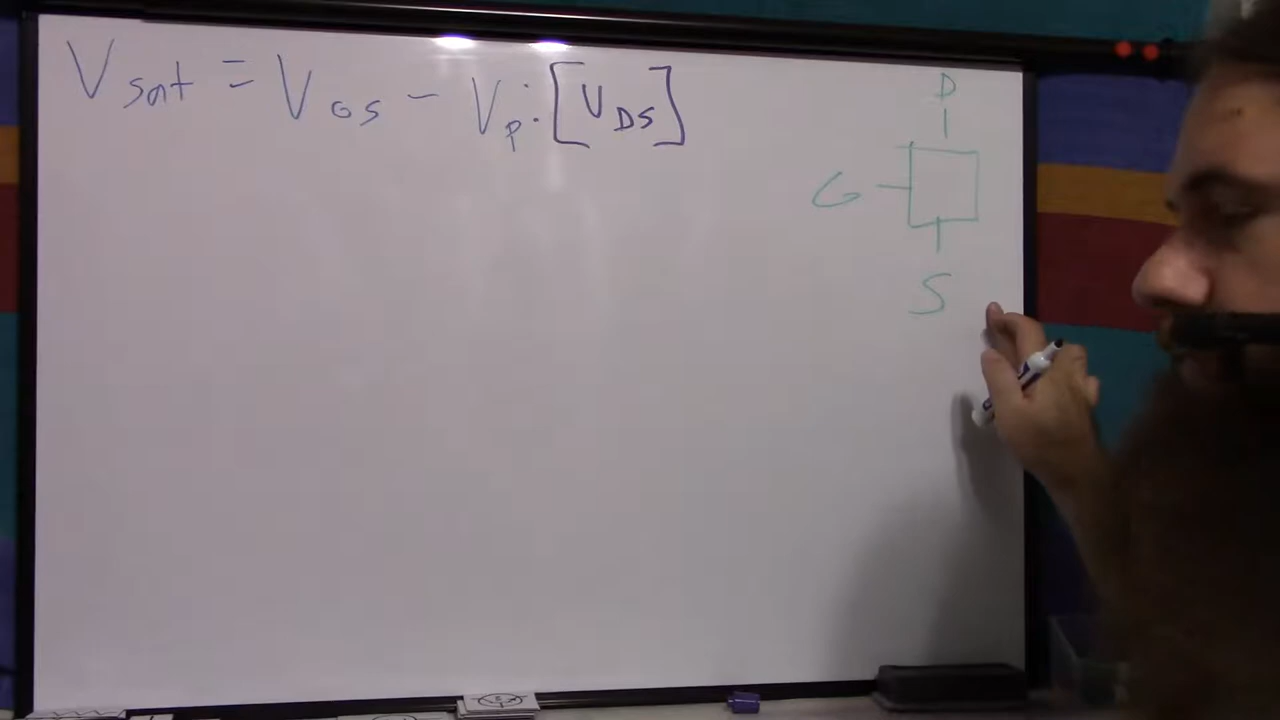 Vsat = VGS - Vp : [VDS]
D
G
S